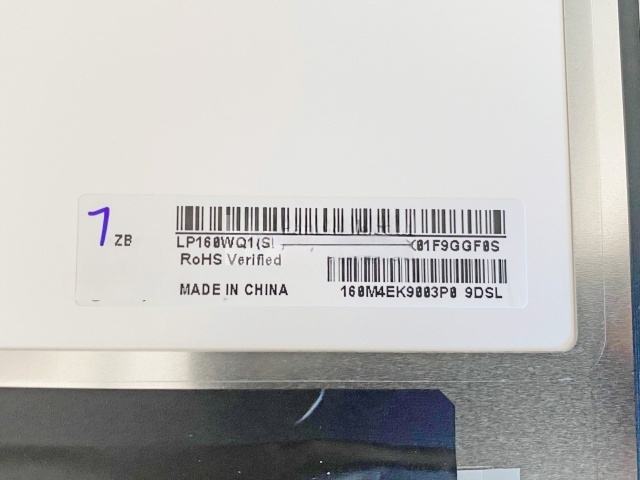 7 ZB
LP160WQ1(S
01F9GGF0S
RoHS Verified
MADE IN CHINA
160M4EK9003P0 9DSL